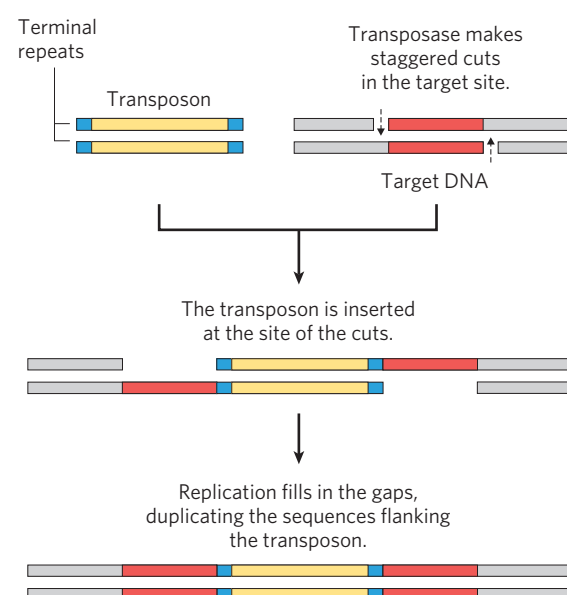 Terminal
repeats
Transposon
Transposase makes
staggered cuts
in the target site.
Target DNA
The transposon is inserted
at the site of the cuts.
Replication fills in the gaps,
duplicating the sequences flanking
the transposon.